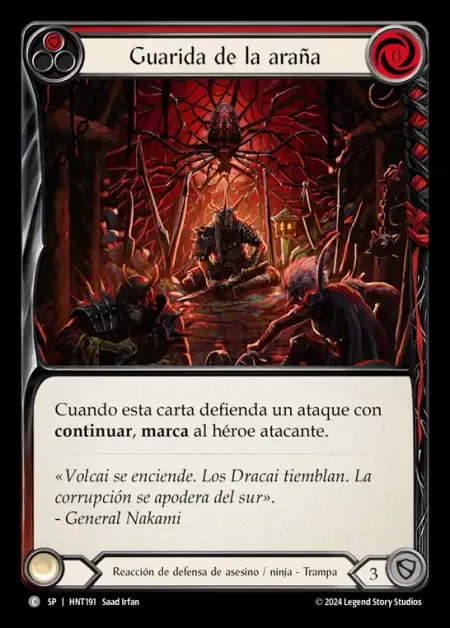 Guarida de la araña
0
Cuando esta carta defienda un ataque con
continuar, marca al héroe atacante.
«Volcai se enciende. Los Dracai tiemblan. La
corrupción se apodera del sur».
- General Nakami
Reacción de defensa de asesino / ninja - Trampa
3
C SP | HNT191 Saad Irfan
© 2024 Legend Story Studios